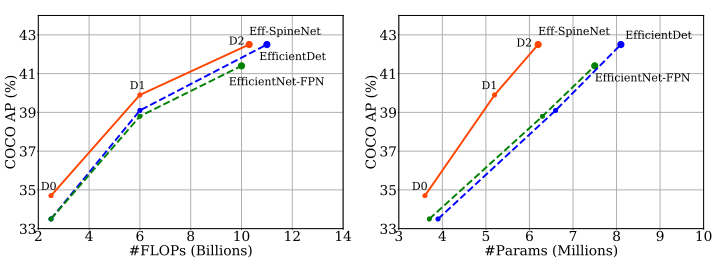 43
41
39
37
35
33
COCO AP (%)
2
4
6
8
10
12
14
#FLOPs (Billions)
D0
D1
D2
Eff-SpineNet
EfficientDet
EfficientNet-FPN
43
41
39
37
35
33
COCO AP (%)
3
4
5
6
7
8
9
10
#Params (Millions)
D0
D1
D2
Eff-SpineNet
EfficientDet
EfficientNet-FPN